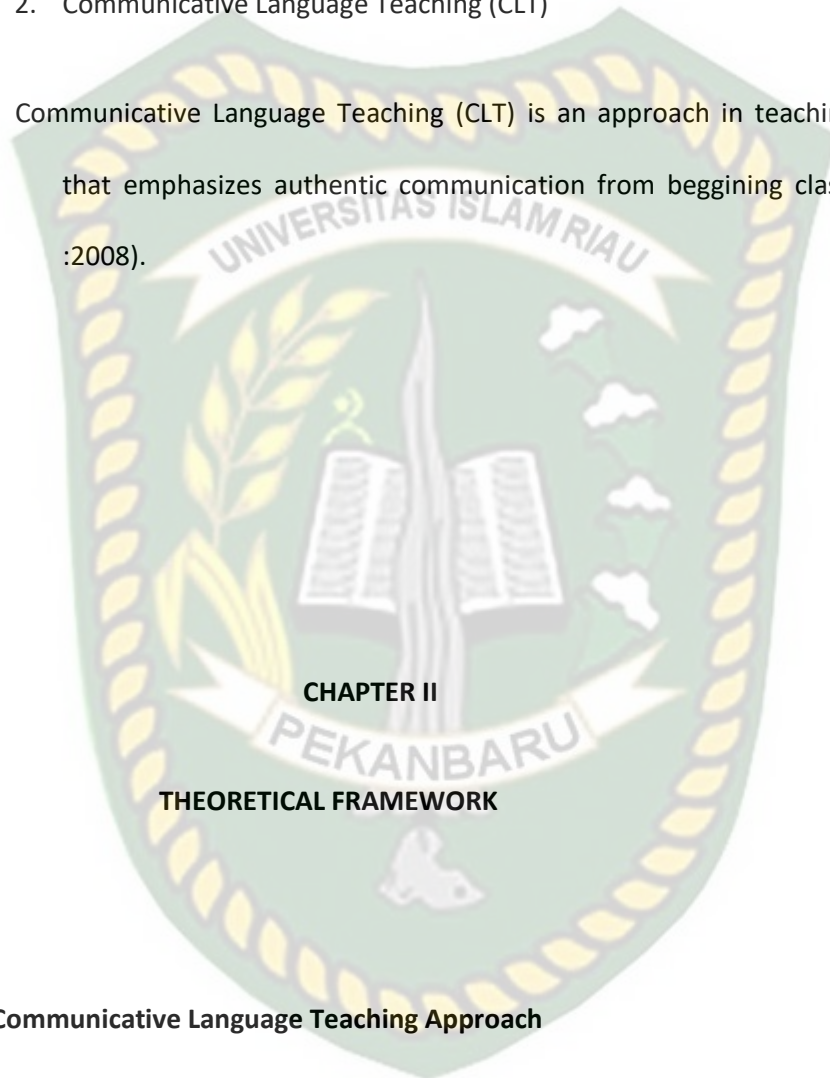 2. Communicative Language Teaching (CLT)
Communicative Language Teaching (CLT) is an approach in teachin
that emphasizes authentic communication from beggining clas
:2008).
UNIVERSITAS ISLAM RIAU
CHAPTER II
PEKANBARU
THEORETICAL FRAMEWORK
Communicative Language Teaching Approach